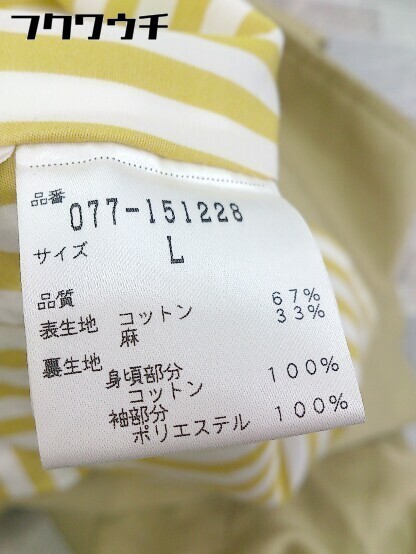 フクワウチ
品番
077-151228
サイズ L
品質
表生地 コットン 67%
麻 33%
裏生地
身頃部分
コットン 100%
袖部分
ポリエステル 100%